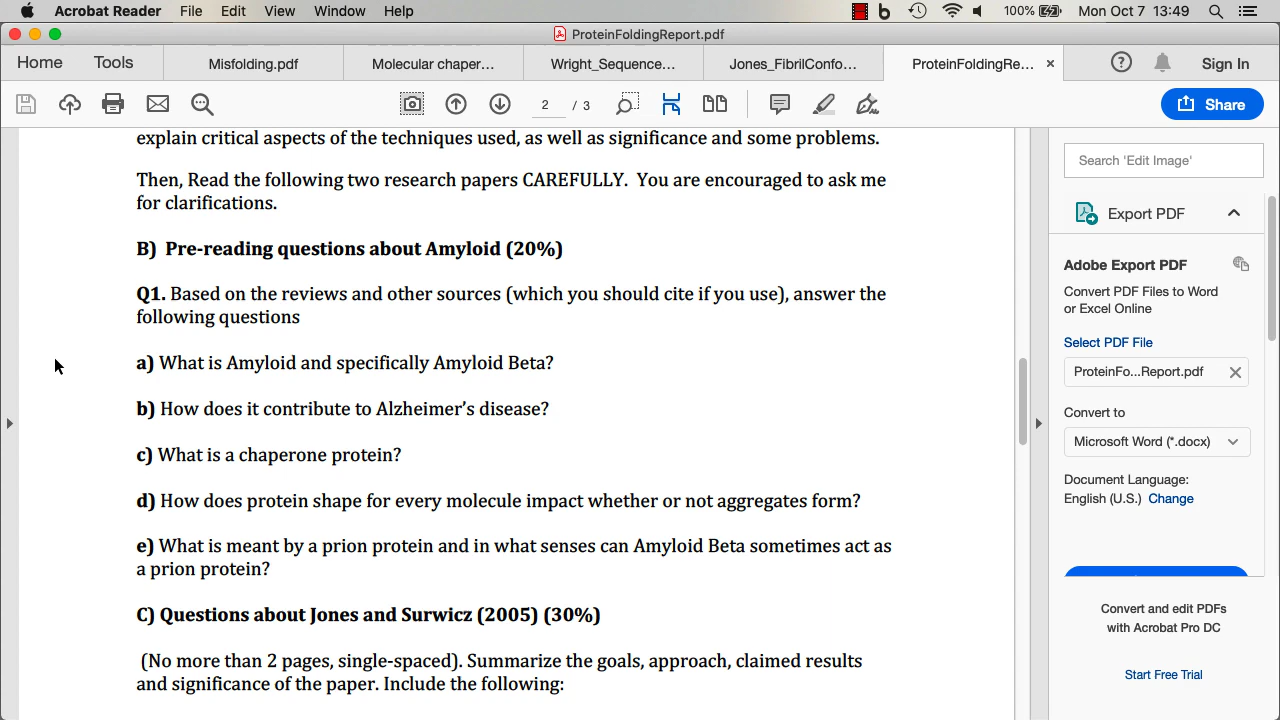 Acrobat Reader File Edit View Window Help 100% Mon Oct 7 13:49
ProteinFoldingReport.pdf
Home Tools Misfolding.pdf Molecular chaper... Wright_Sequence... Jones_FibrilConfo... ProteinFoldingRe... × Sign In
2 / 3 Share
explain critical aspects of the techniques used, as well as significance and some problems.
Then, Read the following two research papers CAREFULLY. You are encouraged to ask me
for clarifications.
B) Pre-reading questions about Amyloid (20%)
Q1. Based on the reviews and other sources (which you should cite if you use), answer the
following questions
a) What is Amyloid and specifically Amyloid Beta?
b) How does it contribute to Alzheimer’s disease?
c) What is a chaperone protein?
d) How does protein shape for every molecule impact whether or not aggregates form?
e) What is meant by a prion protein and in what senses can Amyloid Beta sometimes act as
a prion protein?
C) Questions about Jones and Surwicz (2005) (30%)
(No more than 2 pages, single-spaced). Summarize the goals, approach, claimed results
and significance of the paper. Include the following:
Search 'Edit Image'
Export PDF
Adobe Export PDF
Convert PDF Files to Word
or Excel Online
Select PDF File
ProteinFo...Report.pdf
Convert to
Microsoft Word (*.docx)
Document Language:
English (U.S.) Change
Convert and edit PDFs
with Acrobat Pro DC
Start Free Trial